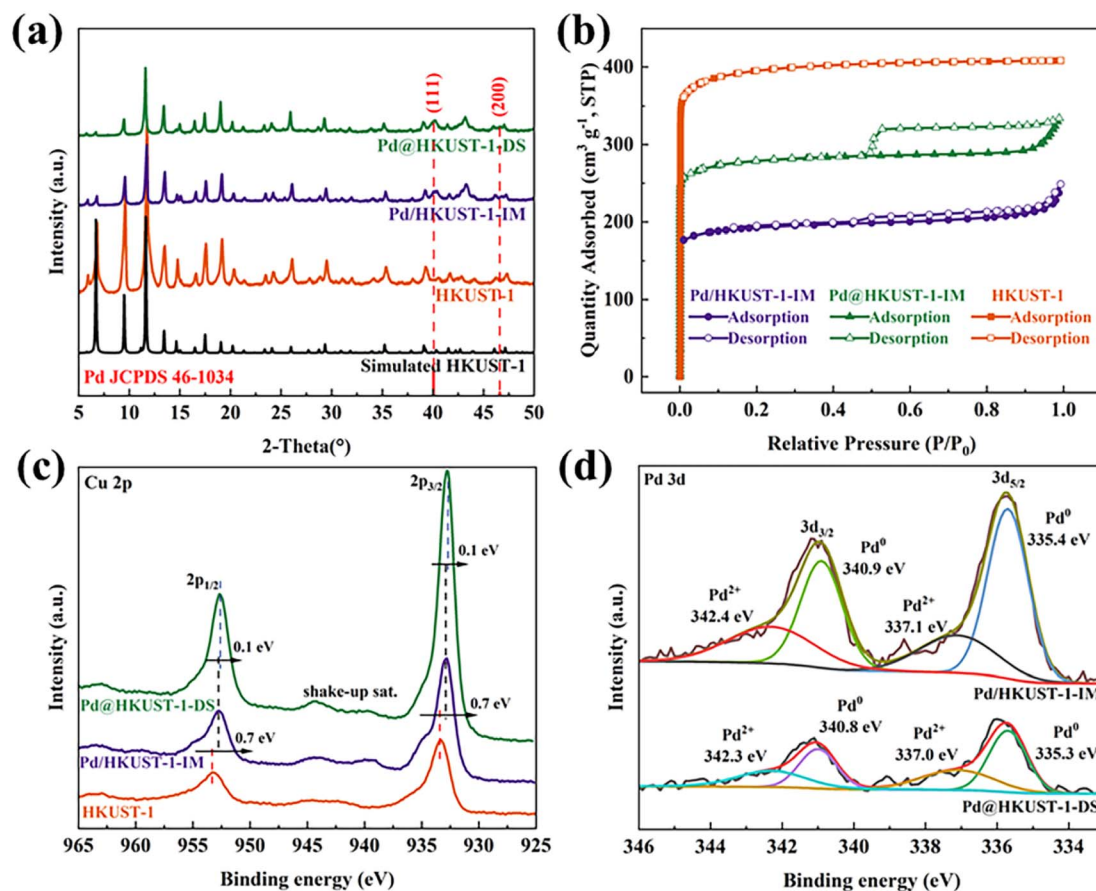 (a)
(111)
(200)
Pd@HKUST-1-DS
Pd/HKUST-1-IM
HKUST-1
Simulated HKUST-1
Pd JCPDS 46-1034
Intensity (a.u.)
5 10 15 20 25 30 35 40 45 50
2-Theta(°)
(b)
Quantity Adsorbed (cm³ g⁻¹, STP)
400
300
200
100
0
Pd/HKUST-1-IM Pd@HKUST-1-IM HKUST-1
Adsorption Adsorption Adsorption
Desorption Desorption Desorption
0.0 0.2 0.4 0.6 0.8 1.0
Relative Pressure (P/P₀)
(c)
Cu 2p
2p₃/₂
0.1 eV
2p₁/₂
0.1 eV
shake-up sat.
Pd@HKUST-1-DS
0.7 eV
0.7 eV
Pd/HKUST-1-IM
HKUST-1
Intensity (a.u.)
965 960 955 950 945 940 935 930 925
Binding energy (eV)
(d)
Pd 3d
3d₅/₂
Pd⁰
335.4 eV
3d₃/₂
Pd⁰
340.9 eV
Pd²⁺
342.4 eV
Pd²⁺
337.1 eV
Pd/HKUST-1-IM
Pd⁰
340.8 eV
Pd²⁺
342.3 eV
Pd²⁺
337.0 eV
Pd⁰
335.3 eV
Pd@HKUST-1-DS
Intensity (a.u.)
346 344 342 340 338 336 334
Binding energy (eV)